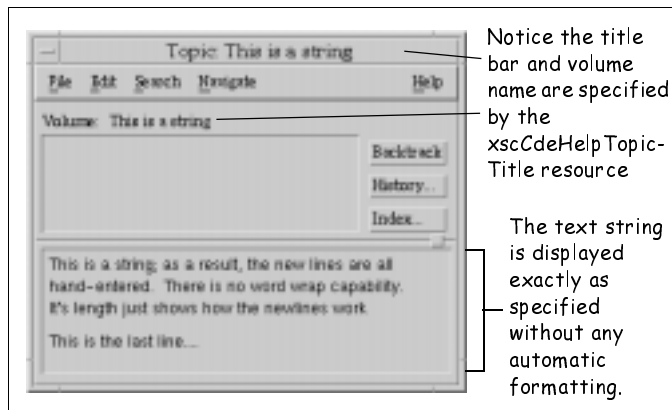 Topic: This is a string
File Edit Search Navigate Help
Volume: This is a string
Backtrack
History...
Index...
This is a string; as a result, the new lines are all
hand-entered. There is no word wrap capability.
It's length just shows how the newlines work
This is the last line....
Notice the title
bar and volume
name are specified
by the
xscCdeHelpTopic-
Title resource
The text string
is displayed
exactly as
specified
without any
automatic
formatting.